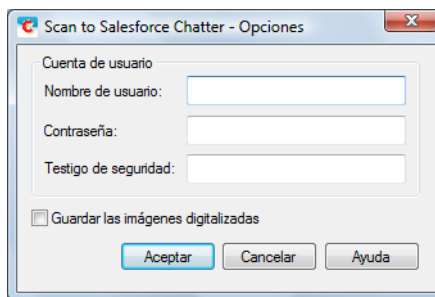 Scan to Salesforce Chatter - Opciones
Cuenta de usuario
Nombre de usuario:
Contraseña:
Testigo de seguridad:
Guardar las imágenes digitalizadas
Aceptar Cancelar Ayuda